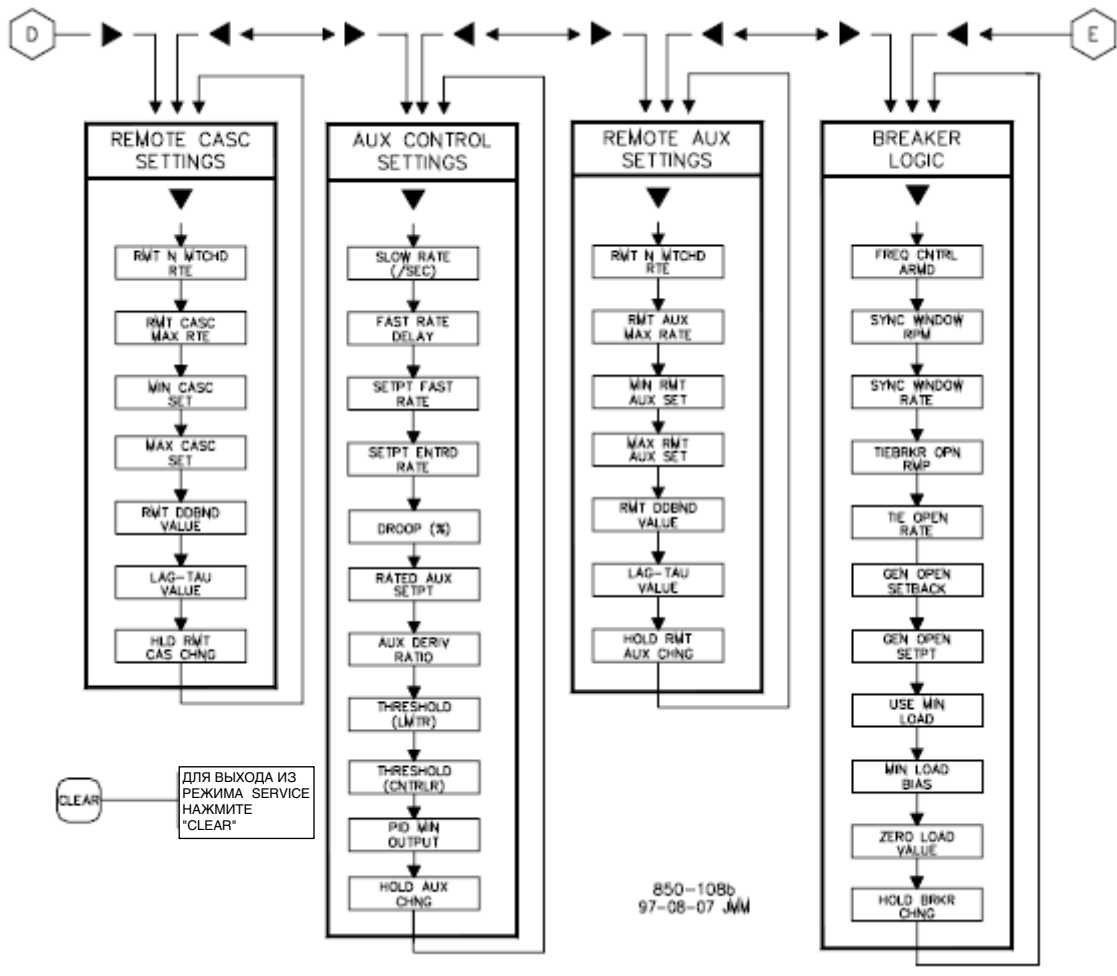 D
E
REMOTE CASC
SETTINGS
RMT N MTCHD
RTE
RMT CASC
MAX RTE
MIN CASC
SET
MAX CASC
SET
RMT DDBND
VALUE
LAG-TAU
VALUE
HLD RMT
CAS CHNG
AUX CONTROL
SETTINGS
SLOW RATE
(/SEC)
FAST RATE
DELAY
SETPT FAST
RATE
SETPT ENTRD
RATE
DROOP (%)
RATED AUX
SETPT
AUX DERIV
RATIO
THRESHOLD
(LMTR)
THRESHOLD
(CNTRLR)
PID MIN
OUTPUT
HOLD AUX
CHNG
REMOTE AUX
SETTINGS
RMT N MTCHD
RTE
RMT AUX
MAX RATE
MIN RMT
AUX SET
MAX RMT
AUX SET
RMT DDBND
VALUE
LAG-TAU
VALUE
HOLD RMT
AUX CHNG
BREAKER
LOGIC
FREQ CNTRL
ARMD
SYNC WINDOW
RPM
SYNC WINDOW
RATE
TIEBRKR OPN
RMP
TIE OPEN
RATE
GEN OPEN
SETBACK
GEN OPEN
SETPT
USE MIN
LOAD
MIN LOAD
BIAS
ZERO LOAD
VALUE
HOLD BRKR
CHNG
CLEAR
ДЛЯ ВЫХОДА ИЗ
РЕЖИМА SERVICE
НАЖМИТЕ
"CLEAR"
850-108b
97-08-07 JMM